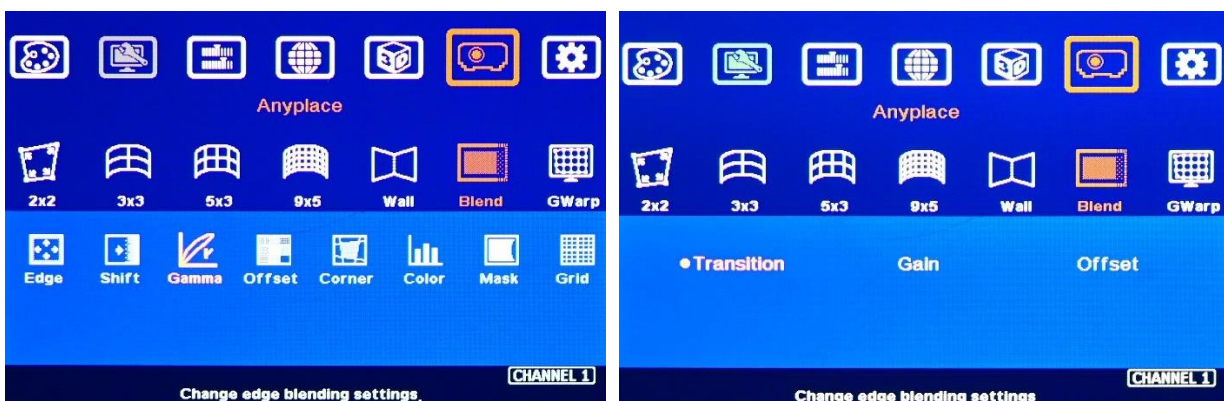 3D
Anyplace
2x2 3x3 5x3 9x5 Wall Blend GWarp
Edge Shift Gamma Offset Corner Color Mask Grid
CHANNEL 1
Change edge blending settings
3D
Anyplace
2x2 3x3 5x3 9x5 Wall Blend GWarp
Transition Gain Offset
CHANNEL 1
Change edge blending settings